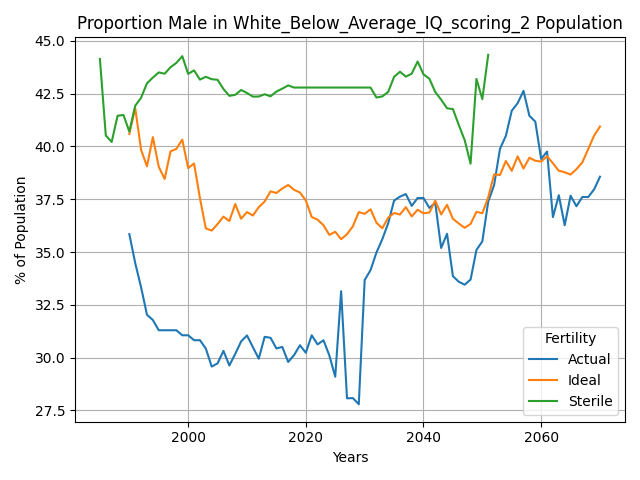 Proportion Male in White_Below_Average_IQ_scoring_2 Population
45.0
42.5
40.0
37.5
35.0
32.5
30.0
27.5
% of Population
2000
2020
2040
2060
Years
Fertility
Actual
Ideal
Sterile